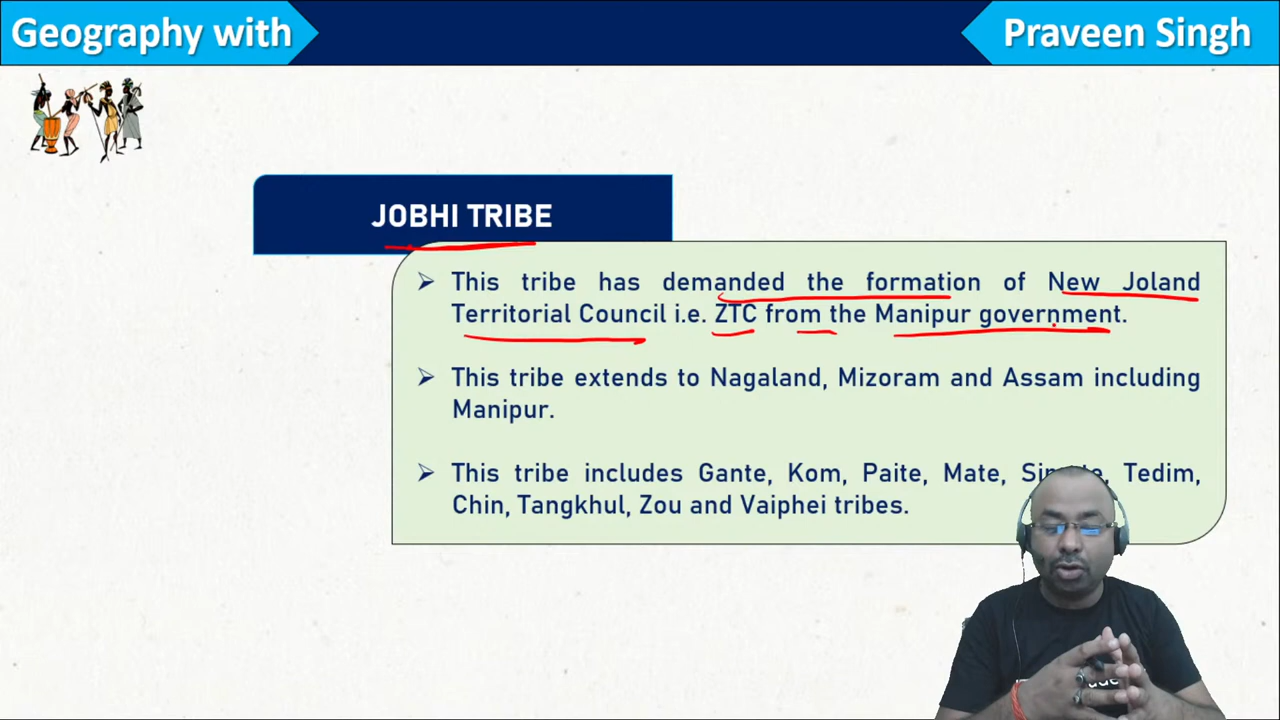 Geography with
Praveen Singh
JOBHI TRIBE
➢ This tribe has demanded the formation of New Joland
Territorial Council i.e. ZTC from the Manipur government.
➢ This tribe extends to Nagaland, Mizoram and Assam including
Manipur.
➢ This tribe includes Gante, Kom, Paite, Mate, Tedim,
Chin, Tangkhul, Zou and Vaiphei tribes.